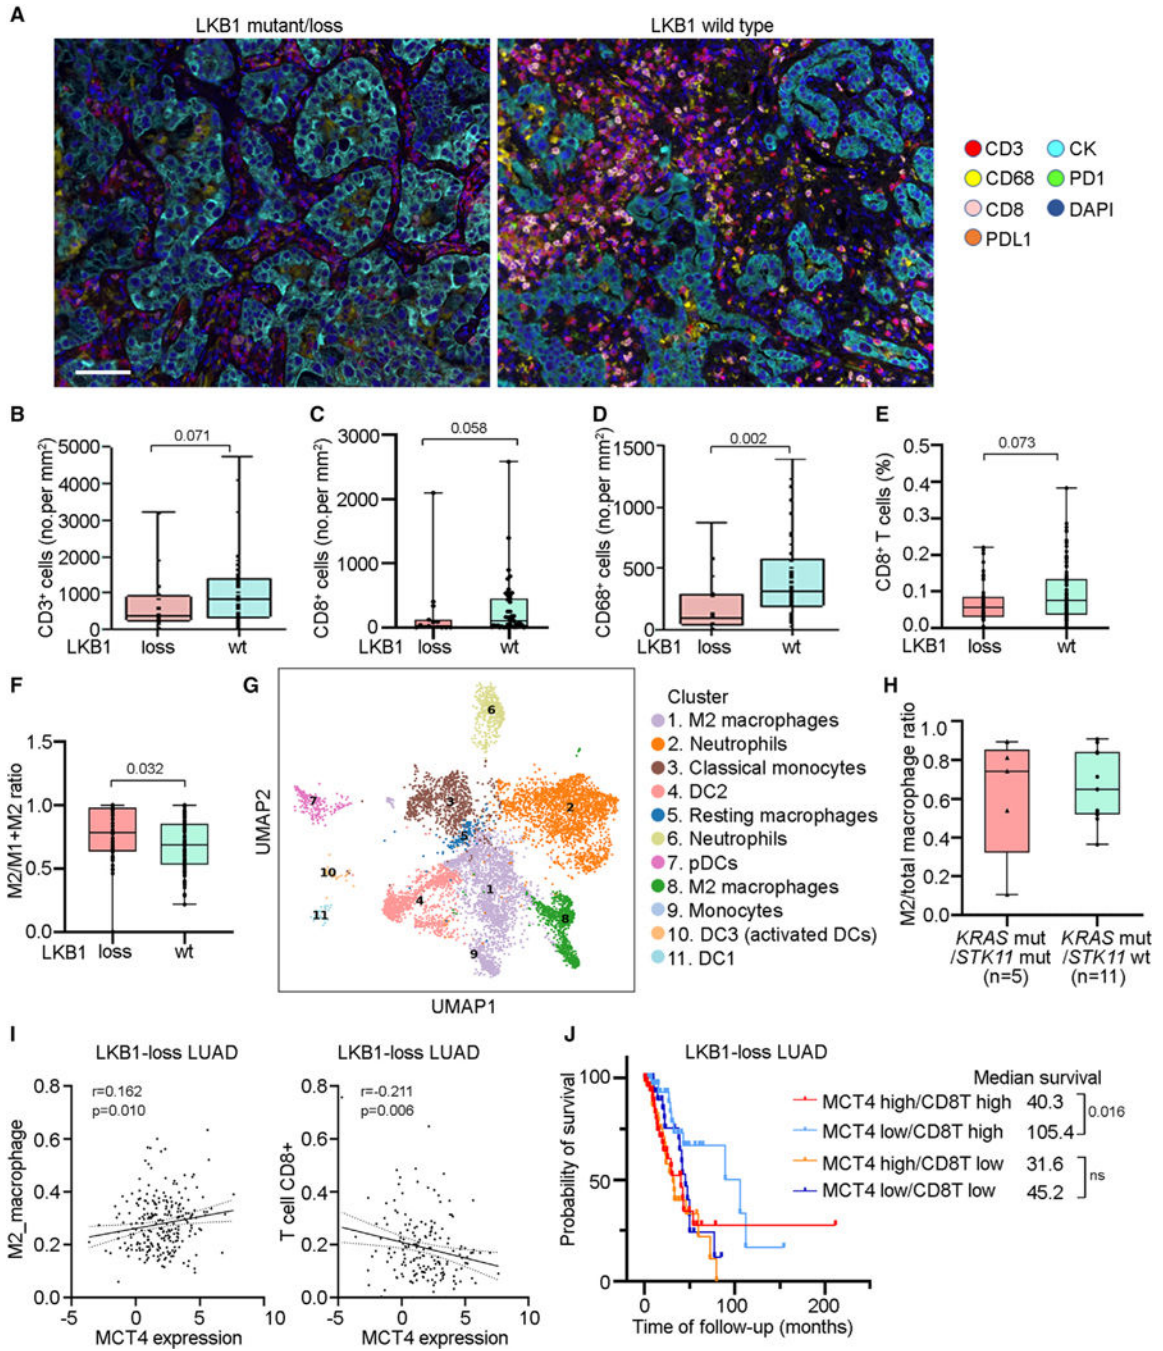 A
LKB1 mutant/loss
LKB1 wild type
CD3
CK
CD68
PD1
CD8
DAPI
PDL1
B
CD3+ cells (no.per mm²)
5000
4000
3000
2000
1000
0
0.071
LKB1
loss
wt
C
CD8+ cells (no.per mm²)
3000
2000
1000
0
0.058
LKB1
loss
wt
D
CD68+ cells (no.per mm²)
1500
1000
500
0
0.002
LKB1
loss
wt
E
CD8+ T cells (%)
0.5
0.4
0.3
0.2
0.1
0.0
0.073
LKB1
loss
wt
F
M2/M1+M2 ratio
1.5
1.0
0.5
0.0
0.032
LKB1
loss
wt
G
UMAP2
UMAP1
6
7
3
2
5
10
1
4
11
8
9
Cluster
1. M2 macrophages
2. Neutrophils
3. Classical monocytes
4. DC2
5. Resting macrophages
6. Neutrophils
7. pDCs
8. M2 macrophages
9. Monocytes
10. DC3 (activated DCs)
11. DC1
H
M2/total macrophage ratio
1.0
0.8
0.6
0.4
0.2
0.0
KRAS mut
/STK11 mut
(n=5)
KRAS mut
/STK11 wt
(n=11)
I
LKB1-loss LUAD
r=0.162
p=0.010
M2_macrophage
0.8
0.6
0.4
0.2
0.0
-5
0
5
10
MCT4 expression
LKB1-loss LUAD
r=-0.211
p=0.006
T cell CD8+
0.8
0.6
0.4
0.2
0.0
-5
0
5
10
MCT4 expression
J
LKB1-loss LUAD
Probability of survival
100
50
0
0
100
200
Time of follow-up (months)
Median survival
MCT4 high/CD8T high 40.3
MCT4 low/CD8T high 105.4
0.016
MCT4 high/CD8T low 31.6
MCT4 low/CD8T low 45.2
ns